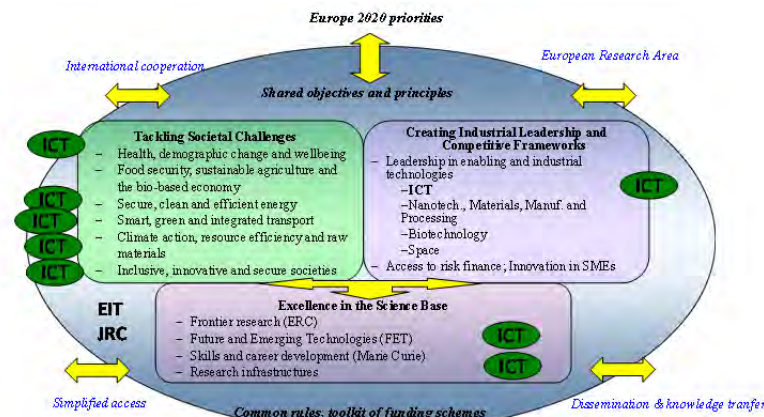 Europe 2020 priorities
International cooperation
European Research Area
Shared objectives and principles
Tackling Societal Challenges
– Health, demographic change and wellbeing
– Food security, sustainable agriculture and
the bio-based economy
– Secure, clean and efficient energy
– Smart, green and integrated transport
– Climate action, resource efficiency and raw
materials
– Inclusive, innovative and secure societies
ICT
ICT
ICT
ICT
ICT
Creating Industrial Leadership and
Competitive Frameworks
– Leadership in enabling and industrial
technologies
–ICT
–Nanotech., Materials, Manuf. and
Processing
–Biotechnology
–Space
– Access to risk finance; Innovation in SMEs
ICT
Excellence in the Science Base
– Frontier research (ERC)
– Future and Emerging Technologies (FET)
– Skills and career development (Marie Curie)
– Research infrastructures
ICT
ICT
EIT
JRC
Simplified access
Dissemination & knowledge tranfer
Common rules, toolkit of funding schemes